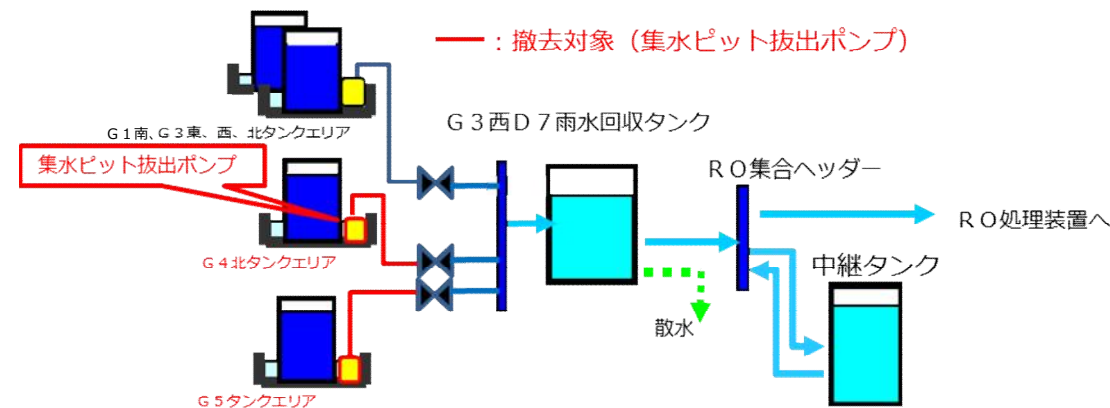 ：撤去対象（集水ピット抜出ポンプ）
Ｇ１南、Ｇ３東、西、北タンクエリア
Ｇ３西Ｄ７雨水回収タンク
集水ピット抜出ポンプ
ＲＯ集合ヘッダー
ＲＯ処理装置へ
Ｇ４北タンクエリア
中継タンク
散水
Ｇ５タンクエリア